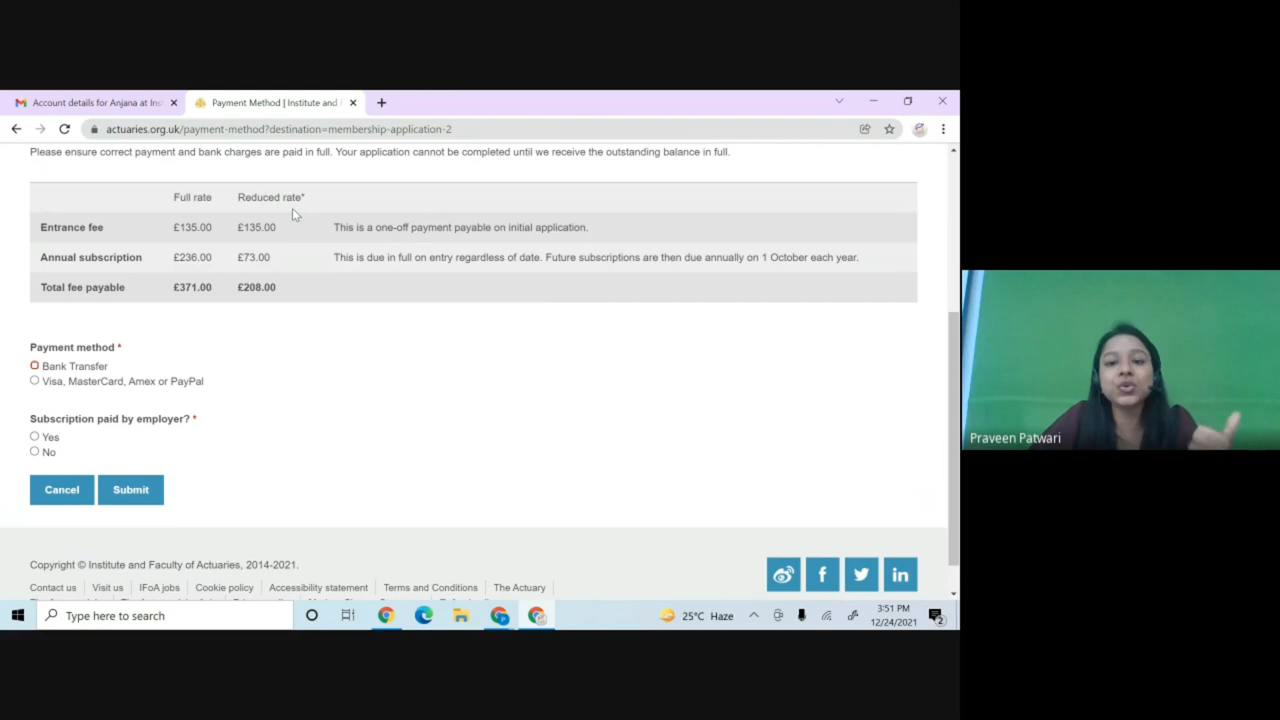 Account details for Anjana at Ins
Payment Method | Institute and
actuaries.org.uk/payment-method?destination=membership-application-2
Please ensure correct payment and bank charges are paid in full. Your application cannot be completed until we receive the outstanding balance in full.
Full rate Reduced rate*
Entrance fee £135.00 £135.00 This is a one-off payment payable on initial application.
Annual subscription £236.00 £73.00 This is due in full on entry regardless of date. Future subscriptions are then due annually on 1 October each year.
Total fee payable £371.00 £208.00
Payment method *
Bank Transfer
Visa, MasterCard, Amex or PayPal
Subscription paid by employer? *
Yes
No
Cancel Submit
Praveen Patwari
Copyright © Institute and Faculty of Actuaries, 2014-2021.
Contact us Visit us IFoA jobs Cookie policy Accessibility statement Terms and Conditions The Actuary
Type here to search
25°C Haze
3:51 PM
12/24/2021
2